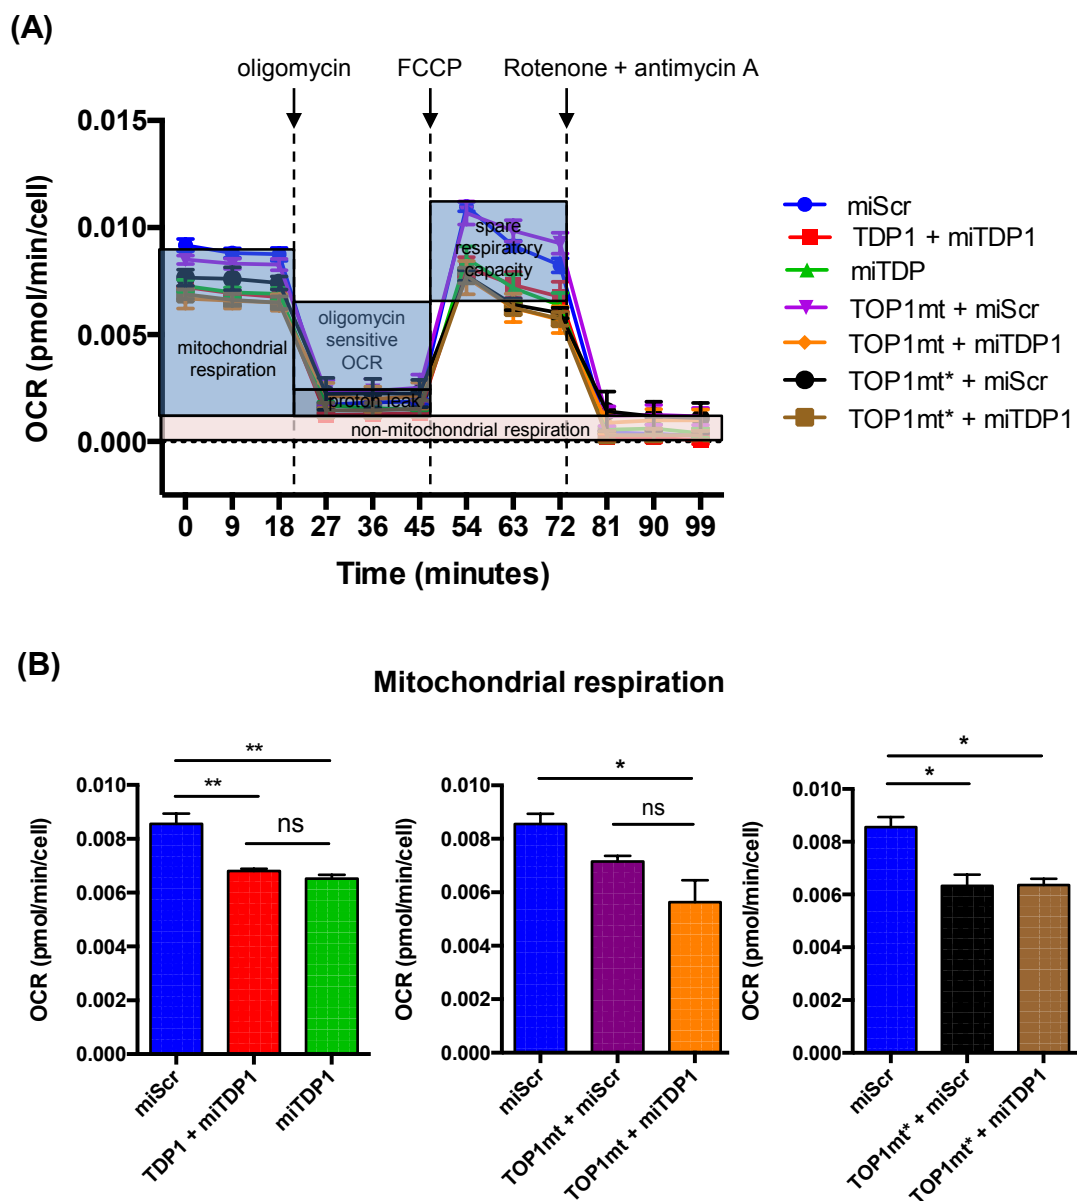 (A)
oligomycin FCCP Rotenone + antimycin A
0.015
0.010
0.005
0.000
OCR (pmol/min/cell)
mitochondrial
respiration
oligomycin
sensitive
OCR
proton leak
spare
respiratory
capacity
non-mitochondrial respiration
0 9 18 27 36 45 54 63 72 81 90 99
Time (minutes)
miScr
TDP1 + miTDP1
miTDP
TOP1mt + miScr
TOP1mt + miTDP1
TOP1mt* + miScr
TOP1mt* + miTDP1
(B)
Mitochondrial respiration
**
**
ns
0.010
0.008
0.006
0.004
0.002
0.000
OCR (pmol/min/cell)
miScr
TDP1 + miTDP1
miTDP1
*
ns
0.010
0.008
0.006
0.004
0.002
0.000
OCR (pmol/min/cell)
miScr
TOP1mt + miScr
TOP1mt + miTDP1
*
*
0.010
0.008
0.006
0.004
0.002
0.000
OCR (pmol/min/cell)
miScr
TOP1mt* + miScr
TOP1mt* + miTDP1